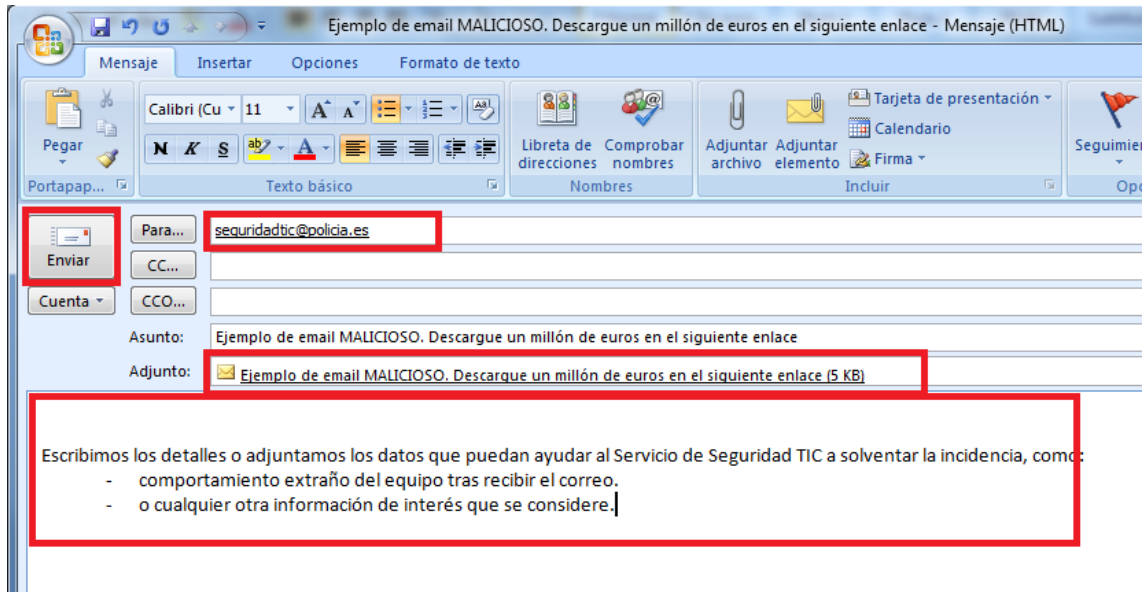 Ejemplo de email MALICIOSO. Descargue un millón de euros en el siguiente enlace - Mensaje (HTML)
Mensaje Insertar Opciones Formato de texto
Calibri (Cu 11
Pegar
N K S
Libreta de direcciones
Comprobar nombres
Adjuntar archivo
Adjuntar elemento
Tarjeta de presentación
Calendario
Firma
Seguimien
Portapap... Texto básico Nombres Incluir Opc
Enviar
Para... seguridadtic@policia.es
CC...
Cuenta CCO...
Asunto: Ejemplo de email MALICIOSO. Descargue un millón de euros en el siguiente enlace
Adjunto: Ejemplo de email MALICIOSO. Descargue un millón de euros en el siguiente enlace (5 KB)
Escribimos los detalles o adjuntamos los datos que puedan ayudar al Servicio de Seguridad TIC a solventar la incidencia, como:
- comportamiento extraño del equipo tras recibir el correo.
- o cualquier otra información de interés que se considere.